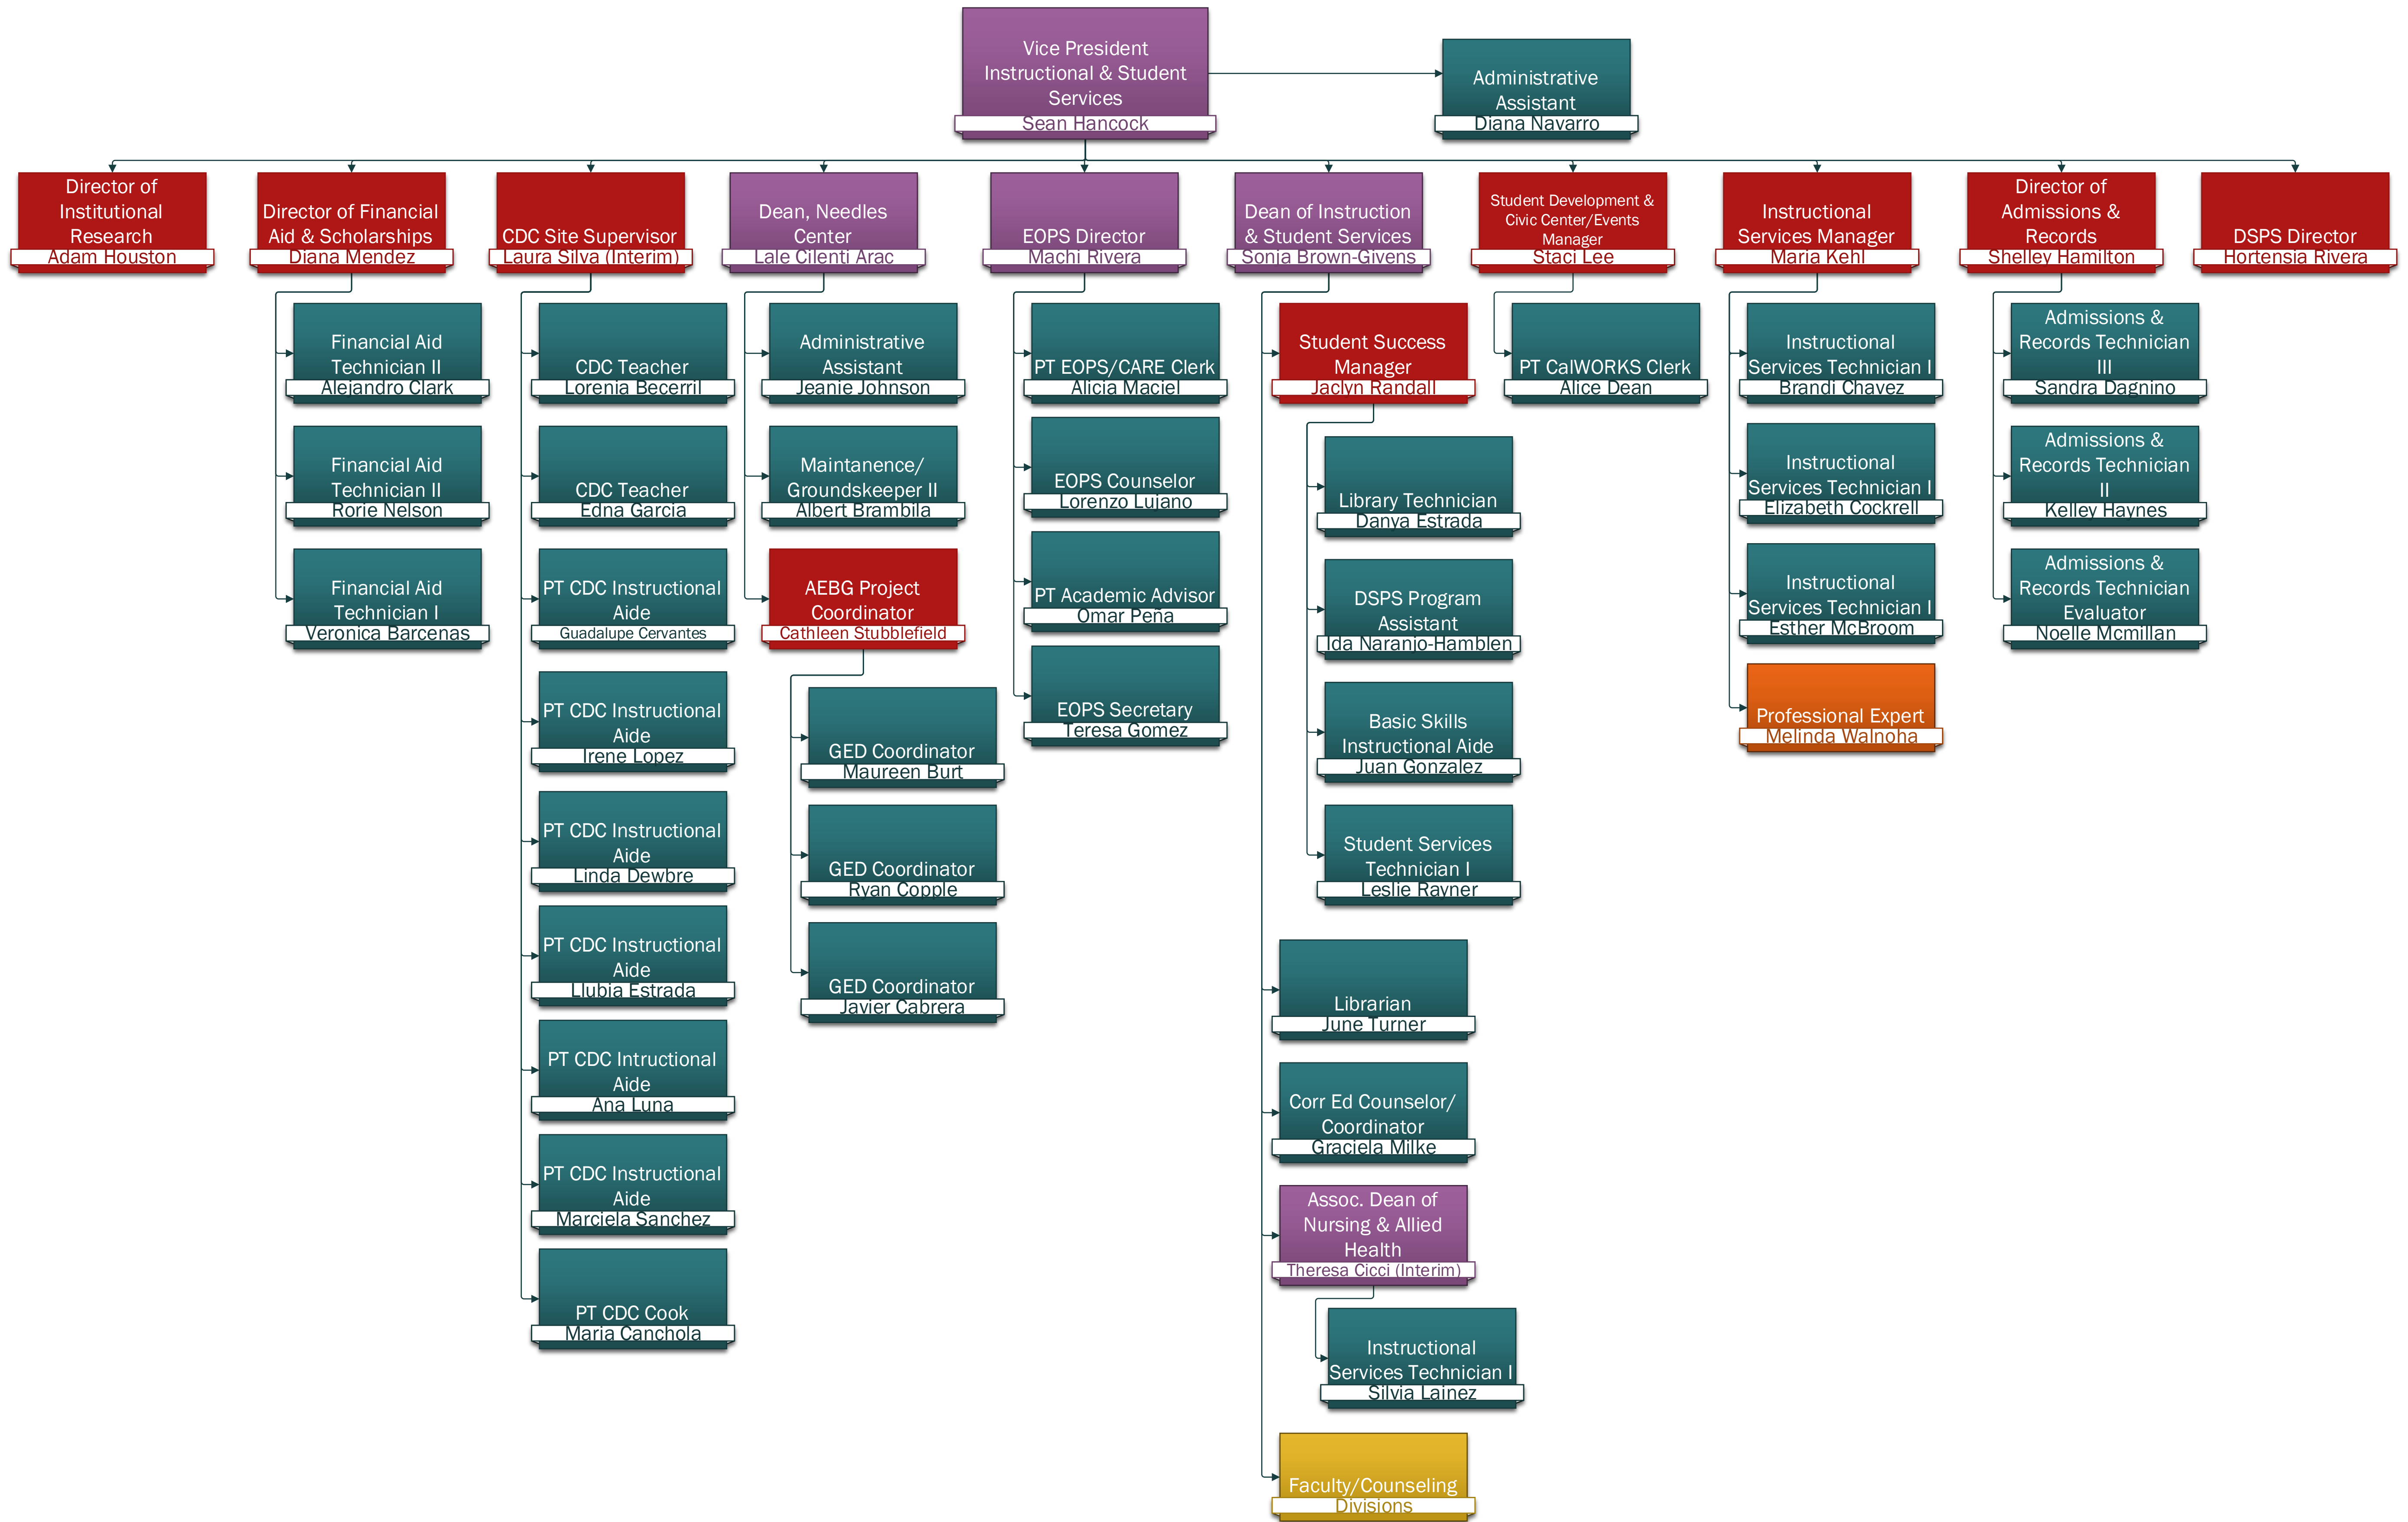 Vice President
Instructional & Student
Services
Sean Hancock
Administrative
Assistant
Diana Navarro
Director of
Institutional
Research
Adam Houston
Director of Financial
Aid & Scholarships
Diana Mendez
CDC Site Supervisor
Laura Silva (Interim)
Dean, Needles
Center
Lale Cilenti Arac
EOPS Director
Machi Rivera
Dean of Instruction
& Student Services
Sonia Brown-Givens
Student Development &
Civic Center/Events
Manager
Staci Lee
Instructional
Services Manager
Maria Kehl
Director of
Admissions &
Records
Shelley Hamilton
DSPS Director
Hortensia Rivera
Financial Aid
Technician II
Alejandro Clark
Financial Aid
Technician II
Rorie Nelson
Financial Aid
Technician I
Veronica Barcenas
CDC Teacher
Lorenia Becerril
CDC Teacher
Edna Garcia
PT CDC Instructional
Aide
Guadalupe Cervantes
PT CDC Instructional
Aide
Irene Lopez
PT CDC Instructional
Aide
Linda Dewbre
PT CDC Instructional
Aide
Llubia Estrada
PT CDC Intructional
Aide
Ana Luna
PT CDC Instructional
Aide
Marciela Sanchez
PT CDC Cook
Maria Canchola
Administrative
Assistant
Jeanie Johnson
Maintanence/
Groundskeeper II
Albert Brambila
AEBG Project
Coordinator
Cathleen Stubblefield
GED Coordinator
Maureen Burt
GED Coordinator
Ryan Copple
GED Coordinator
Javier Cabrera
PT EOPS/CARE Clerk
Alicia Maciel
EOPS Counselor
Lorenzo Lujano
PT Academic Advisor
Omar Peña
EOPS Secretary
Teresa Gomez
Student Success
Manager
Jaclyn Randall
Library Technician
Danya Estrada
DSPS Program
Assistant
Ida Naranjo-Hamblen
Basic Skills
Instructional Aide
Juan Gonzalez
Student Services
Technician I
Leslie Rayner
Librarian
June Turner
Corr Ed Counselor/
Coordinator
Graciela Milke
Assoc. Dean of
Nursing & Allied
Health
Theresa Cicci (Interim)
Instructional
Services Technician I
Silvia Lainez
Faculty/Counseling
Divisions
PT CalWORKS Clerk
Alice Dean
Instructional
Services Technician I
Brandi Chavez
Instructional
Services Technician I
Elizabeth Cockrell
Instructional
Services Technician I
Esther McBroom
Professional Expert
Melinda Walnoha
Admissions &
Records Technician
III
Sandra Dagnino
Admissions &
Records Technician
II
Kelley Haynes
Admissions &
Records Technician
Evaluator
Noelle Mcmillan